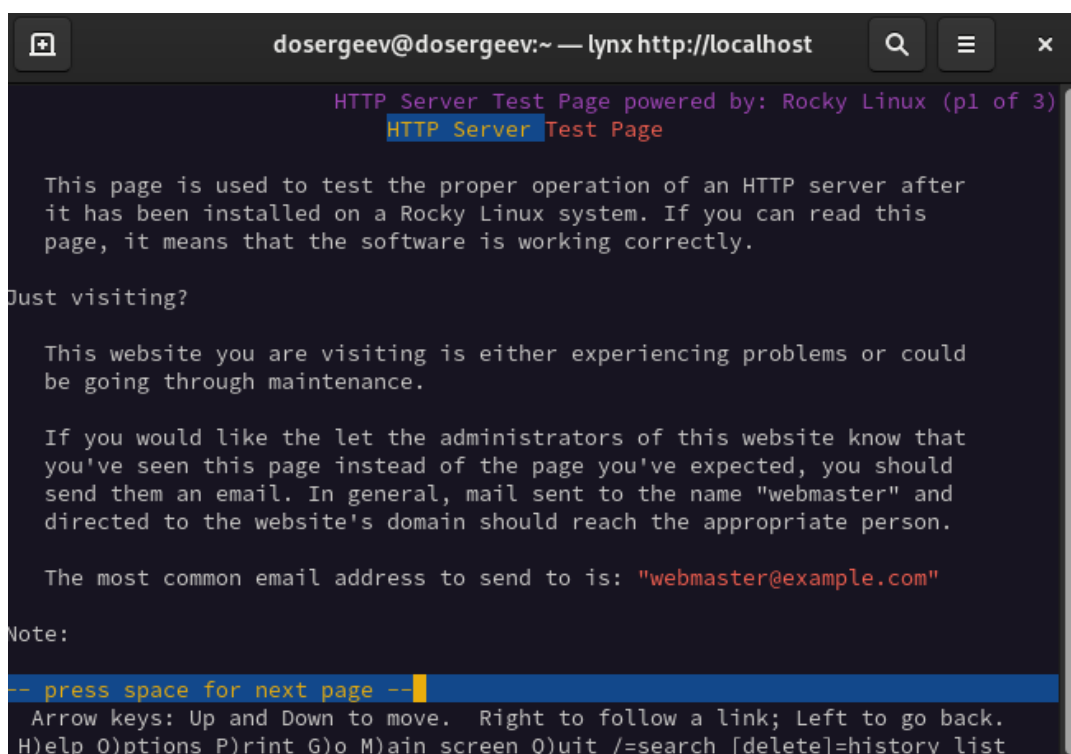 dosergeev@dosergeev:~ — lynx http://localhost
HTTP Server Test Page powered by: Rocky Linux (p1 of 3)
HTTP Server Test Page
This page is used to test the proper operation of an HTTP server after
it has been installed on a Rocky Linux system. If you can read this
page, it means that the software is working correctly.
Just visiting?
This website you are visiting is either experiencing problems or could
be going through maintenance.
If you would like the let the administrators of this website know that
you've seen this page instead of the page you've expected, you should
send them an email. In general, mail sent to the name "webmaster" and
directed to the website's domain should reach the appropriate person.
The most common email address to send to is: "webmaster@example.com"
Note:
-- press space for next page --
Arrow keys: Up and Down to move.  Right to follow a link; Left to go back.
H)elp O)ptions P)rint G)o M)ain screen Q)uit /=search [delete]=history list